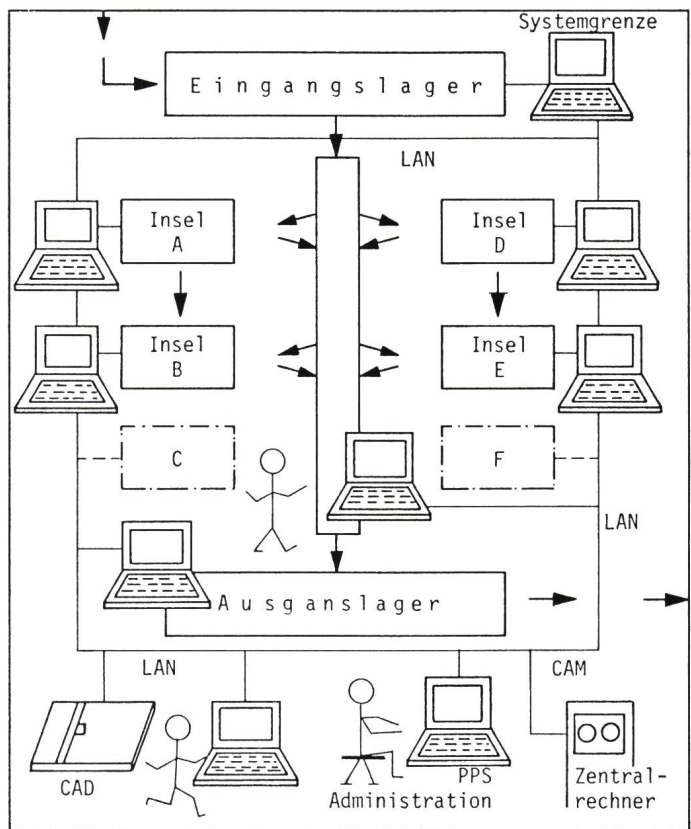 Systemgrenze
Eingangslager
LAN
Insel
A
Insel
D
Insel
B
Insel
E
C
F
LAN
Ausganslager
LAN
CAM
CAD
PPS
Administration
Zentral-
rechner